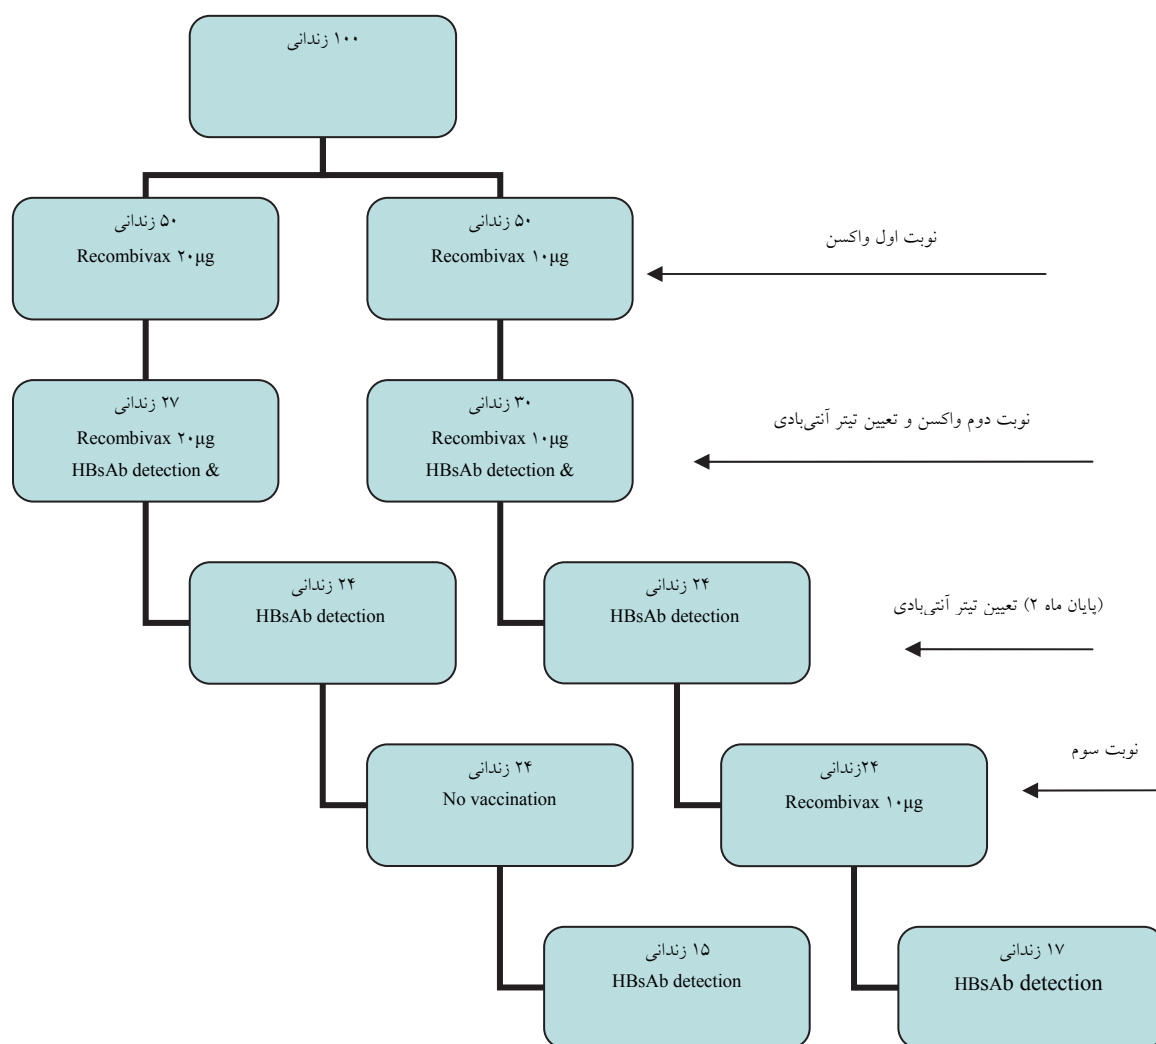 ۱۰۰ زندانی
۵۰ زندانی
Recombivax ۲۰µg
۵۰ زندانی
Recombivax ۱۰µg
نوبت اول واکسن
۲۷ زندانی
Recombivax ۲۰µg
HBsAb detection &
۳۰ زندانی
Recombivax ۱۰µg
HBsAb detection &
نوبت دوم واکسن و تعیین تیتر آنتی‌بادی
۲۴ زندانی
HBsAb detection
۲۴ زندانی
HBsAb detection
(پایان ماه ۲) تعیین تیتر آنتی‌بادی
۲۴ زندانی
No vaccination
۲۴زندانی
Recombivax ۱۰µg
نوبت سوم
۱۵ زندانی
HBsAb detection
۱۷ زندانی
HBsAb detection